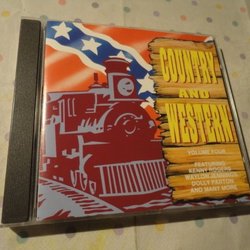 COUNTRY
AND
WESTERN
VOLUME FOUR
FEATURING
KENNY ROGERS
WAYLON JENNINGS
DOLLY PARTON
AND MANY MORE